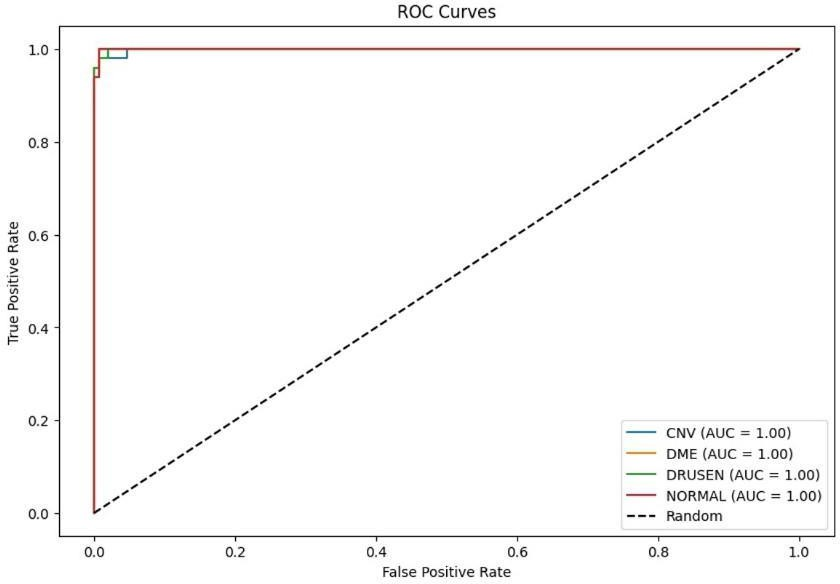 ROC Curves
1.0
0.8
0.6
0.4
0.2
0.0
True Positive Rate
CNV (AUC = 1.00)
DME (AUC = 1.00)
DRUSEN (AUC = 1.00)
NORMAL (AUC = 1.00)
Random
0.0 0.2 0.4 0.6 0.8 1.0
False Positive Rate